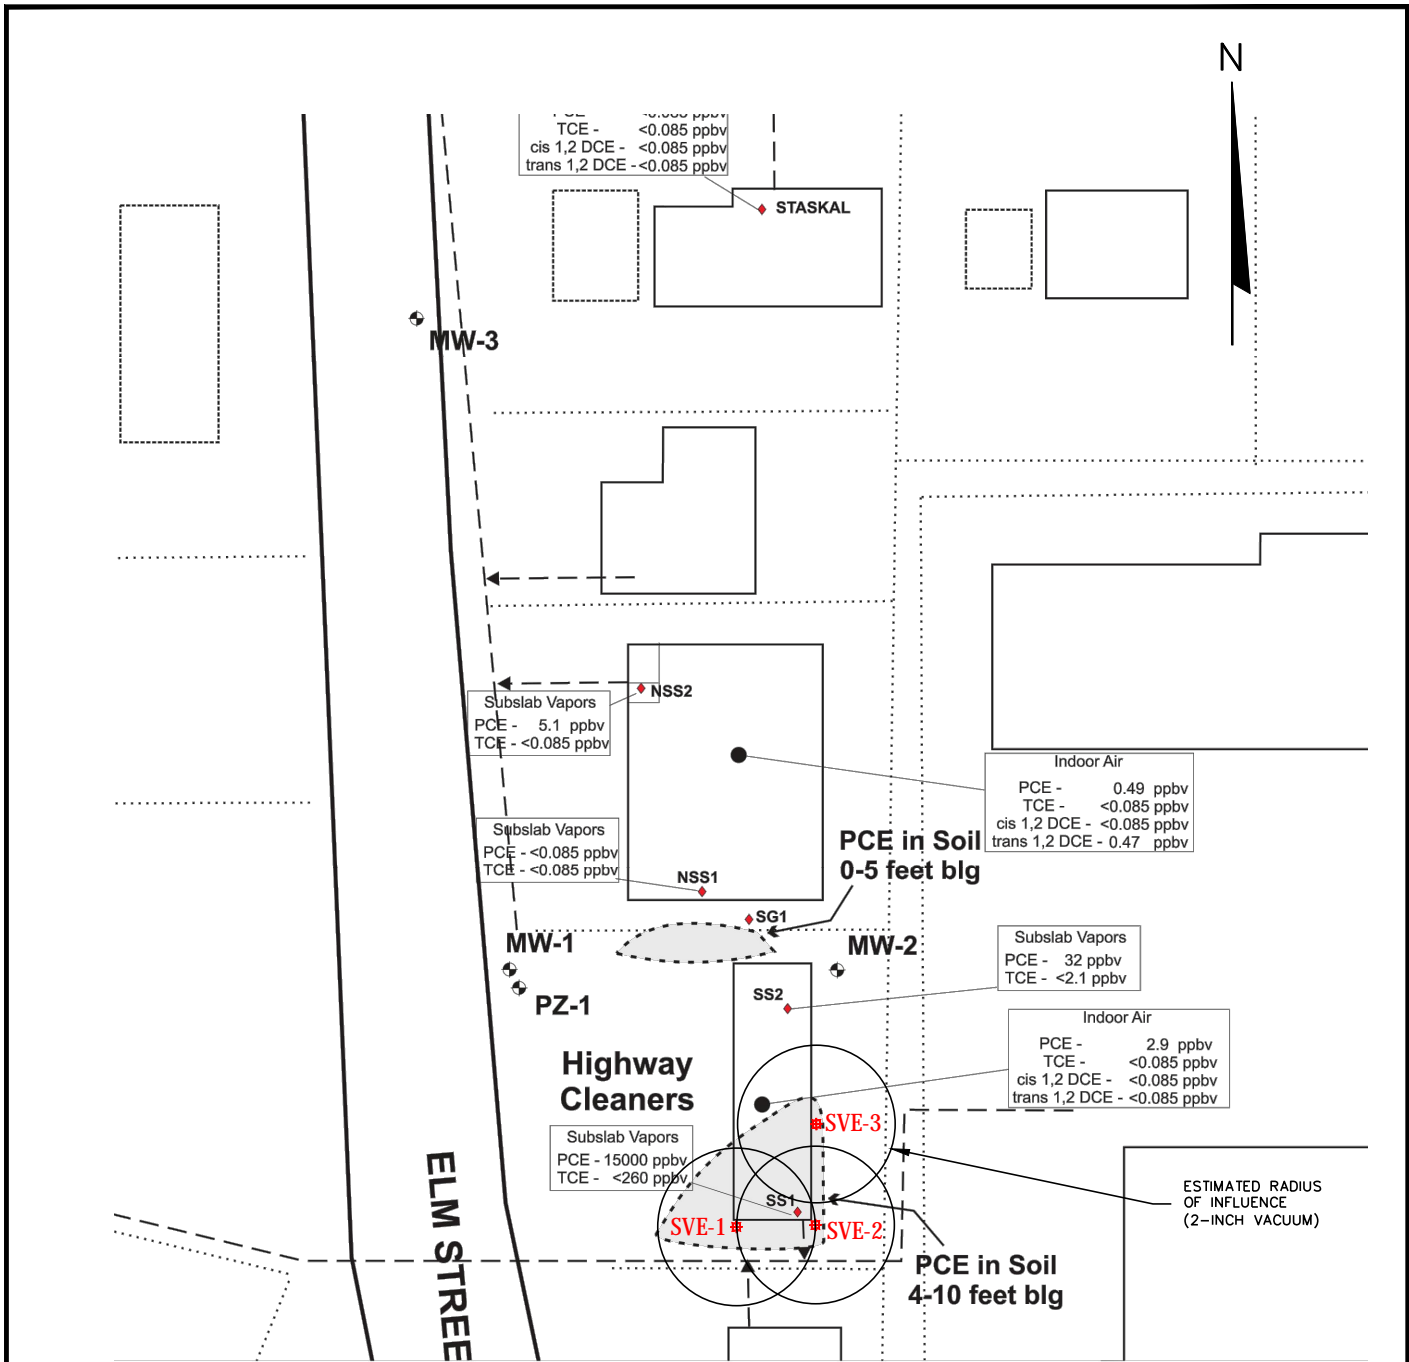 N
TCE - <0.085 ppbv
cis 1,2 DCE - <0.085 ppbv
trans 1,2 DCE - <0.085 ppbv
STASKAL
MW-3
NSS2
Subslab Vapors
PCE - 5.1 ppbv
TCE - <0.085 ppbv
Indoor Air
PCE - 0.49 ppbv
TCE - <0.085 ppbv
cis 1,2 DCE - <0.085 ppbv
trans 1,2 DCE - 0.47 ppbv
Subslab Vapors
PCE - <0.085 ppbv
TCE - <0.085 ppbv
PCE in Soil
0-5 feet blg
NSS1
SG1
MW-1
MW-2
PZ-1
SS2
Subslab Vapors
PCE - 32 ppbv
TCE - <2.1 ppbv
Indoor Air
PCE - 2.9 ppbv
TCE - <0.085 ppbv
cis 1,2 DCE - <0.085 ppbv
trans 1,2 DCE - <0.085 ppbv
Highway
Cleaners
SVE-3
Subslab Vapors
PCE - 15000 ppbv
TCE - <260 ppbv
SS1
SVE-1
SVE-2
ESTIMATED RADIUS
OF INFLUENCE
(2-INCH VACUUM)
PCE in Soil
4-10 feet blg
ELM STREE